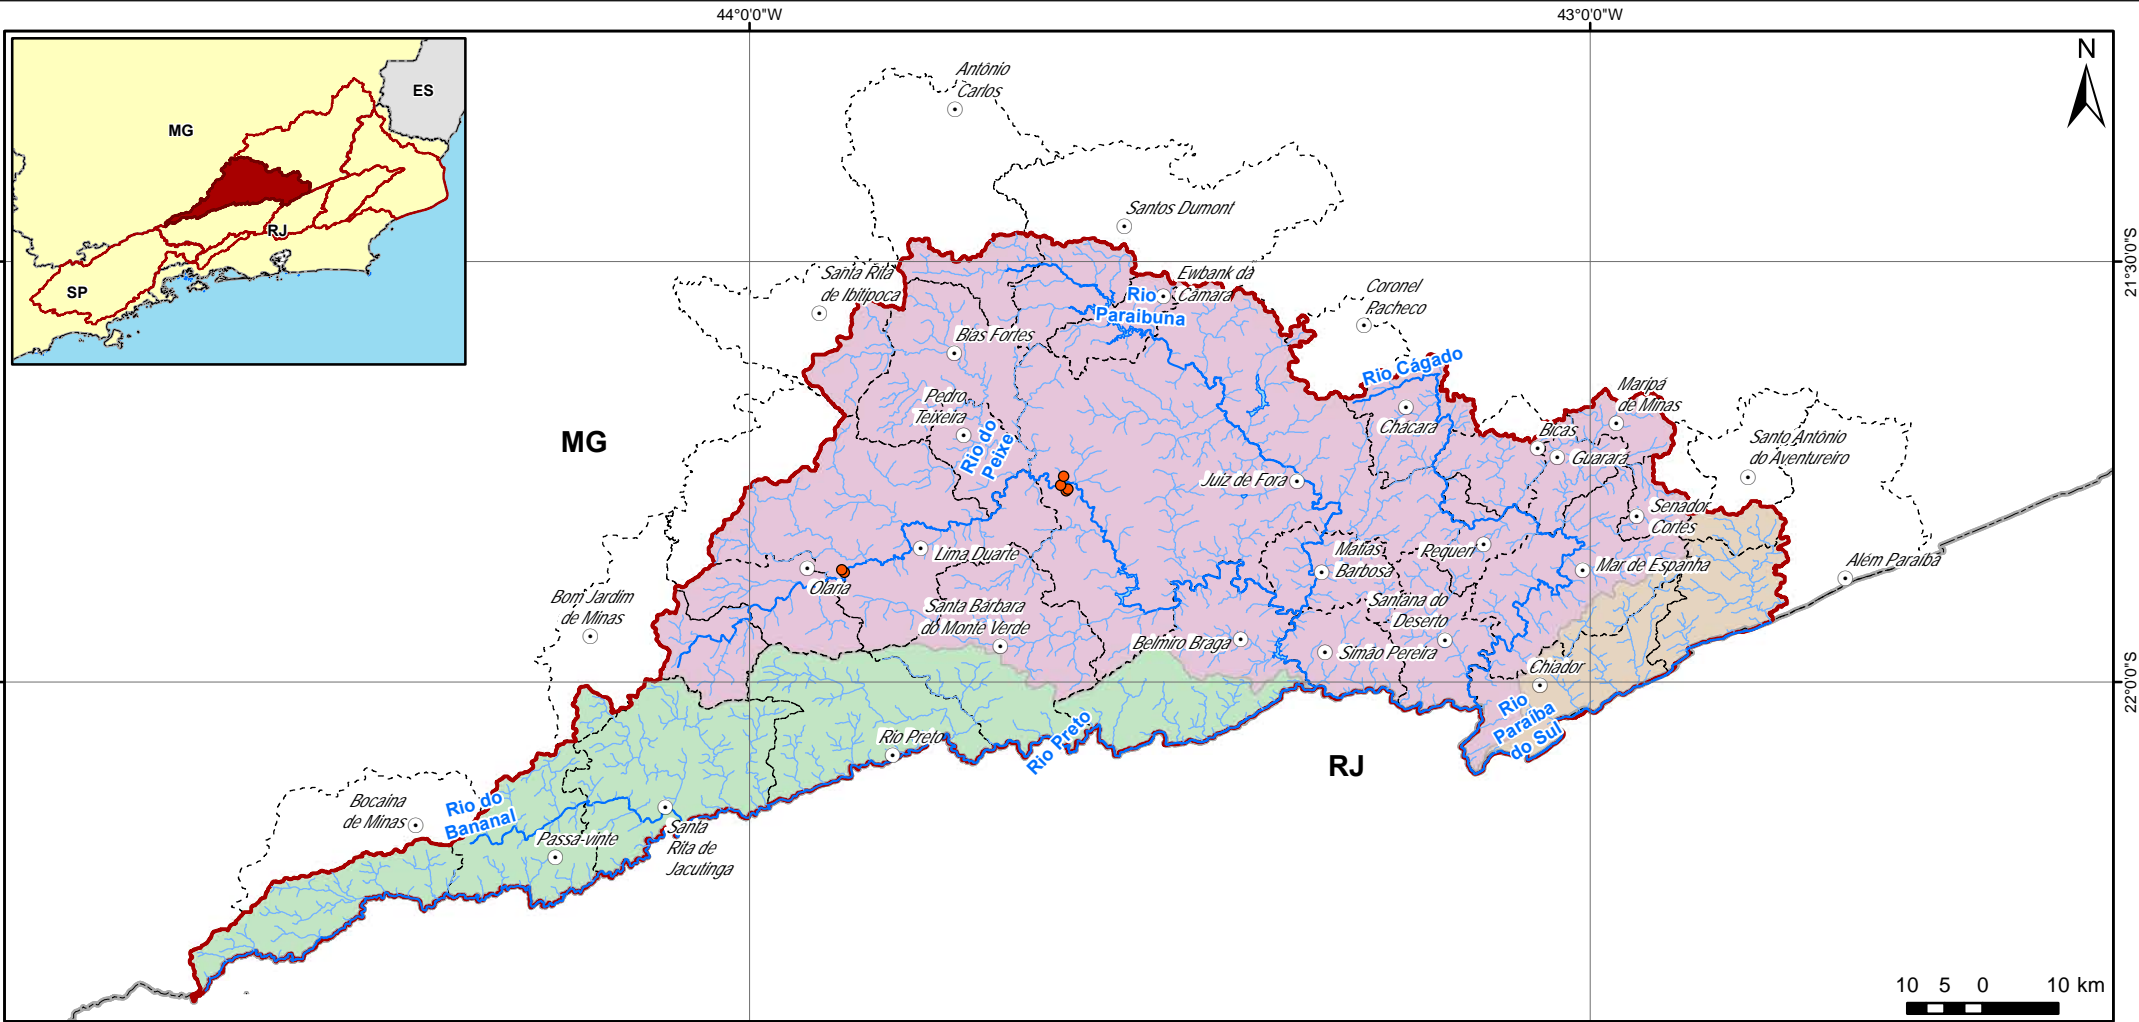 44°0'0"W
43°0'0"W
N
ES
MG
RJ
SP
Antônio
Carlos
Santos Dumont
21°30'0"S
Santa Rita
de Ibitipoca
Ewbank da
Câmara
Rio
Paraibuna
Coronel
Pacheco
Bias Fortes
Rio Cágado
Pedro
Teixeira
Maripá
de Minas
Chácara
MG
Rio do
Peixe
Bicas
Guarará
Santo Antônio
do Aventureiro
Juiz de Fora
Senador
Cortes
Lima Duarte
Matias
Barbosa
Pequeri
Mar de Espanha
Além Paraíba
Olaria
Bom Jardim
de Minas
Santa Bárbara
do Monte Verde
Santana do
Deserto
Belmiro Braga
Simão Pereira
Chiador
22°0'0"S
Rio
Paraíba
do Sul
Rio Preto
Rio Preto
RJ
Bocaina
de Minas
Rio do
Bananal
Passa-vinte
Santa
Rita de
Jacutinga
10 5 0 10 km